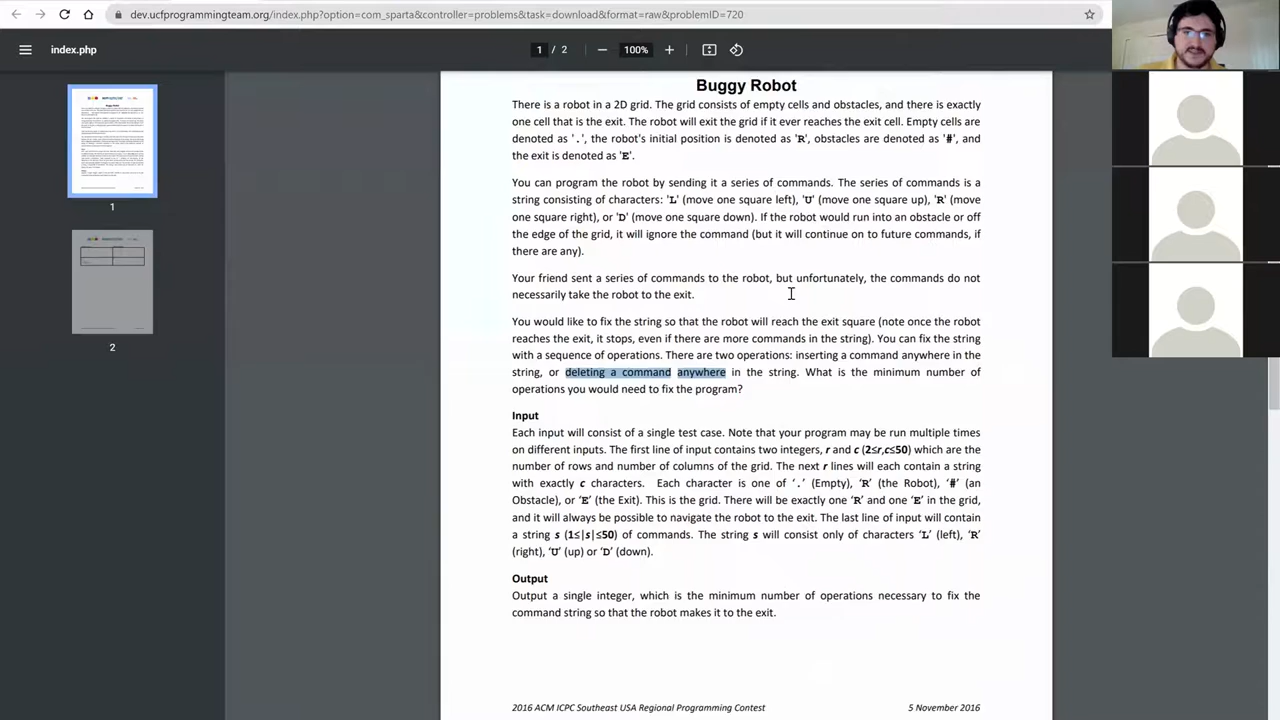 dev.ucfprogrammingteam.org/index.php?option=com_sparta&controller=problems&task=download&format=raw&problemID=720
index.php
1 / 2
100%
1
2
Buggy Robot
There is a robot in a 2D grid. The grid consists of empty cells and obstacles, and there is exactly
one cell that is the exit. The robot will exit the grid if it ever reaches the exit cell. Empty cells are
denoted as '.', the robot's initial position is denoted as 'R', obstacles are denoted as '#', and
the exit is denoted as 'E'.
You can program the robot by sending it a series of commands. The series of commands is a
string consisting of characters: 'L' (move one square left), 'U' (move one square up), 'R' (move
one square right), or 'D' (move one square down). If the robot would run into an obstacle or off
the edge of the grid, it will ignore the command (but it will continue on to future commands, if
there are any).
Your friend sent a series of commands to the robot, but unfortunately, the commands do not
necessarily take the robot to the exit.
You would like to fix the string so that the robot will reach the exit square (note once the robot
reaches the exit, it stops, even if there are more commands in the string). You can fix the string
with a sequence of operations. There are two operations: inserting a command anywhere in the
string, or deleting a command anywhere in the string. What is the minimum number of
operations you would need to fix the program?
Input
Each input will consist of a single test case. Note that your program may be run multiple times
on different inputs. The first line of input contains two integers, r and c (2≤r,c≤50) which are the
number of rows and number of columns of the grid. The next r lines will each contain a string
with exactly c characters. Each character is one of '.' (Empty), 'R' (the Robot), '#' (an
Obstacle), or 'E' (the Exit). This is the grid. There will be exactly one 'R' and one 'E' in the grid,
and it will always be possible to navigate the robot to the exit. The last line of input will contain
a string s (1≤|s|≤50) of commands. The string s will consist only of characters 'L' (left), 'R'
(right), 'U' (up) or 'D' (down).
Output
Output a single integer, which is the minimum number of operations necessary to fix the
command string so that the robot makes it to the exit.
2016 ACM ICPC Southeast USA Regional Programming Contest
5 November 2016